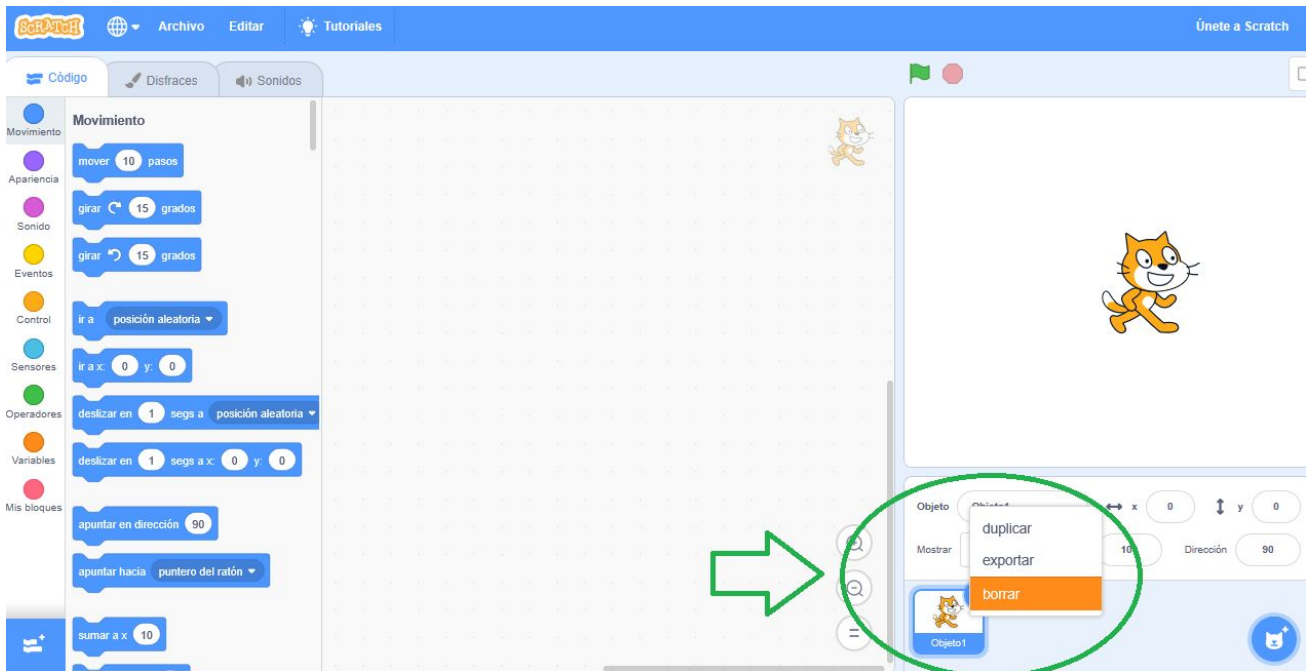 SCRATCH Archivo Editar Tutoriales Únete a Scratch
Código Disfraces Sonidos
Movimiento
Apariencia
Sonido
Eventos
Control
Sensores
Operadores
Variables
Mis bloques
Movimiento
mover 10 pasos
girar 15 grados
girar 15 grados
ir a posición aleatoria
ir a x: 0 y: 0
deslizar en 1 segs a posición aleatoria
deslizar en 1 segs a x: 0 y: 0
apuntar en dirección 90
apuntar hacia puntero del ratón
sumar a x 10
Objeto x 0 y 0
Mostrar Dirección 90
duplicar
exportar
borrar
Objeto1